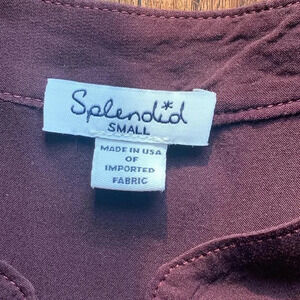 Splendid
SMALL
MADE IN USA
OF
IMPORTED
FABRIC